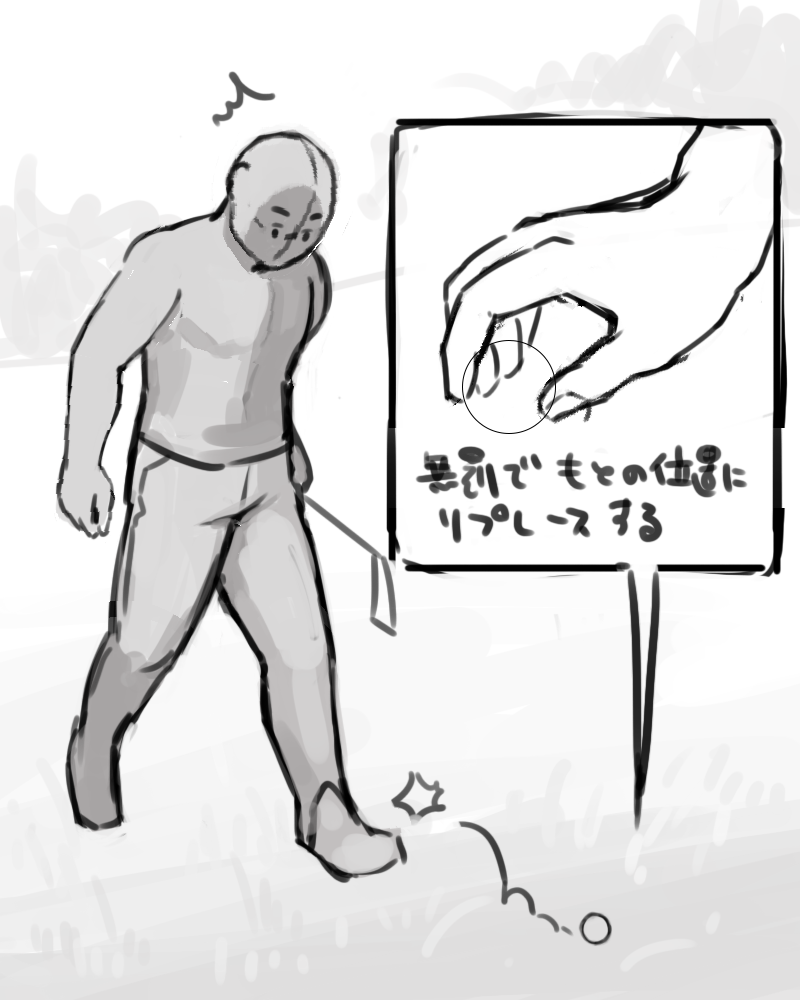 無罰でもとの位置に
リプレースする